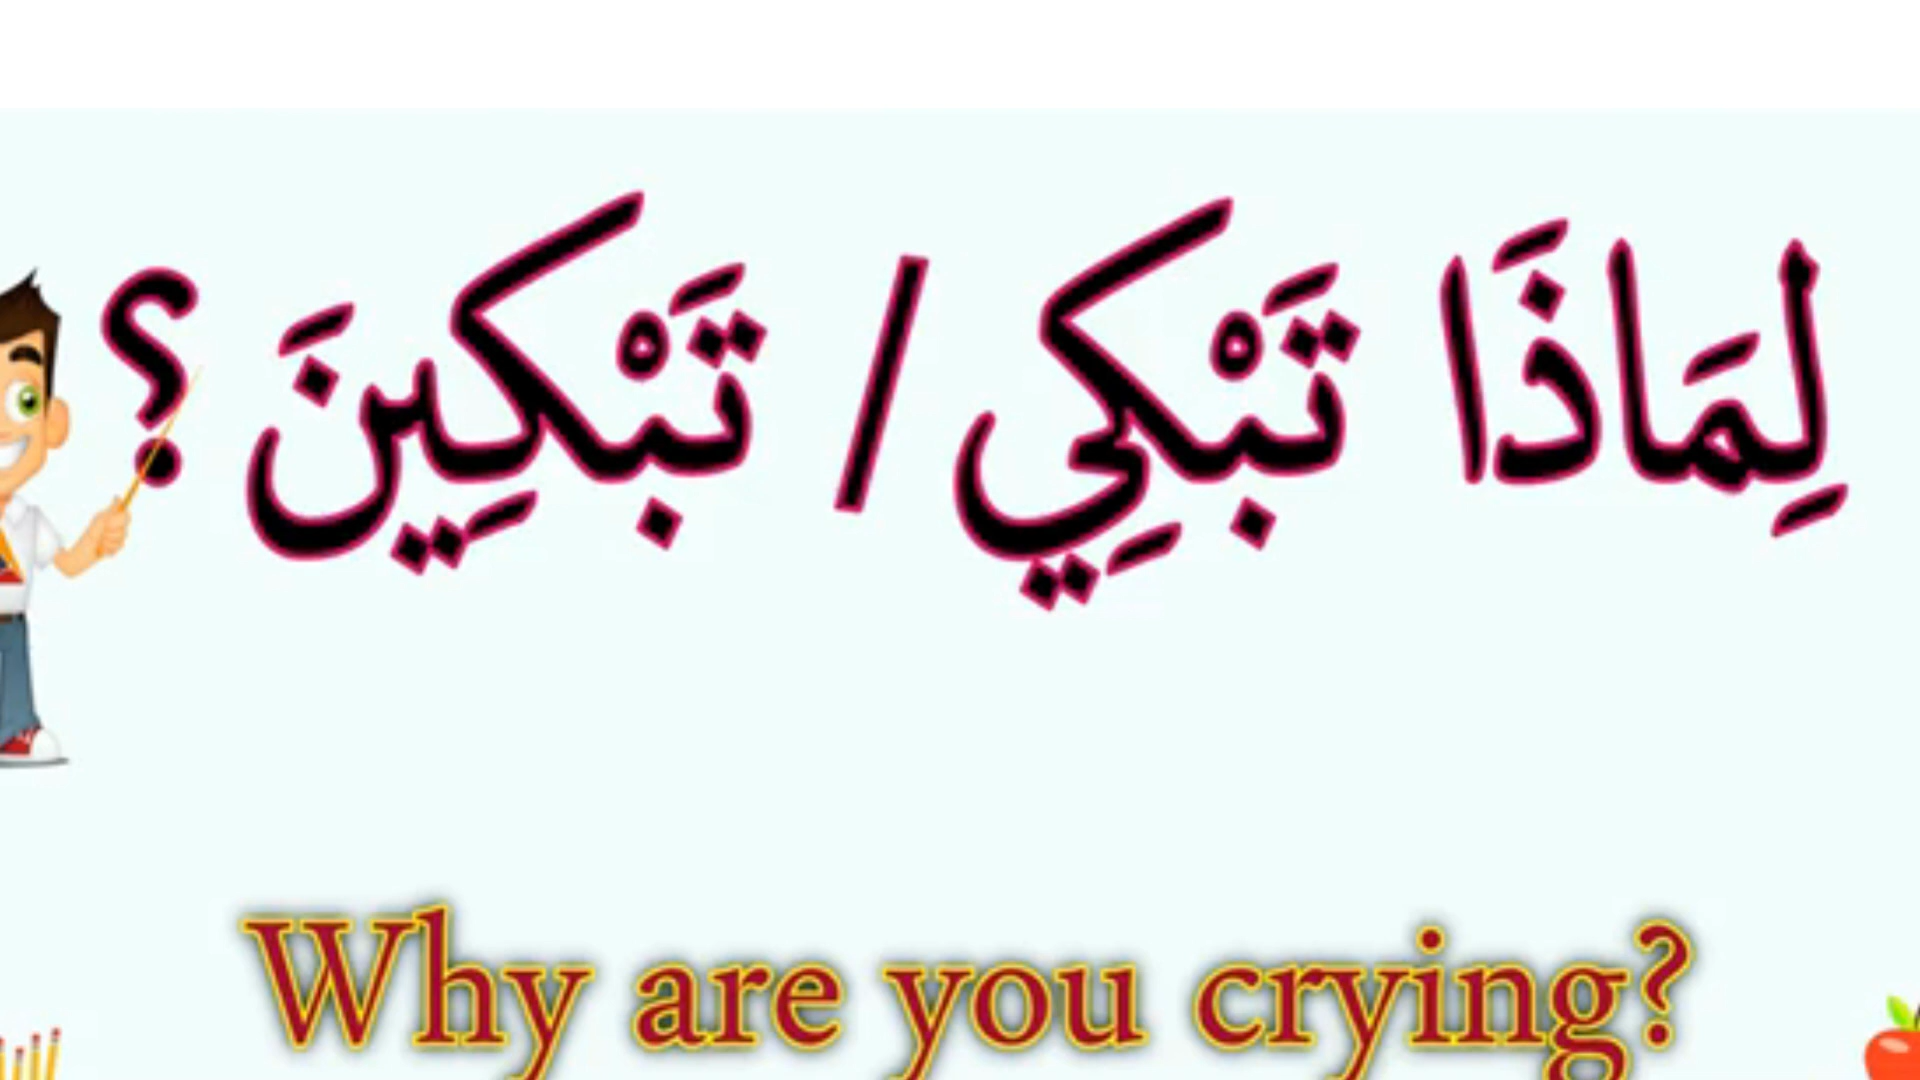 لِمَاذَا تَبْكِي / تَبْكِينَ ؟
Why are you crying?